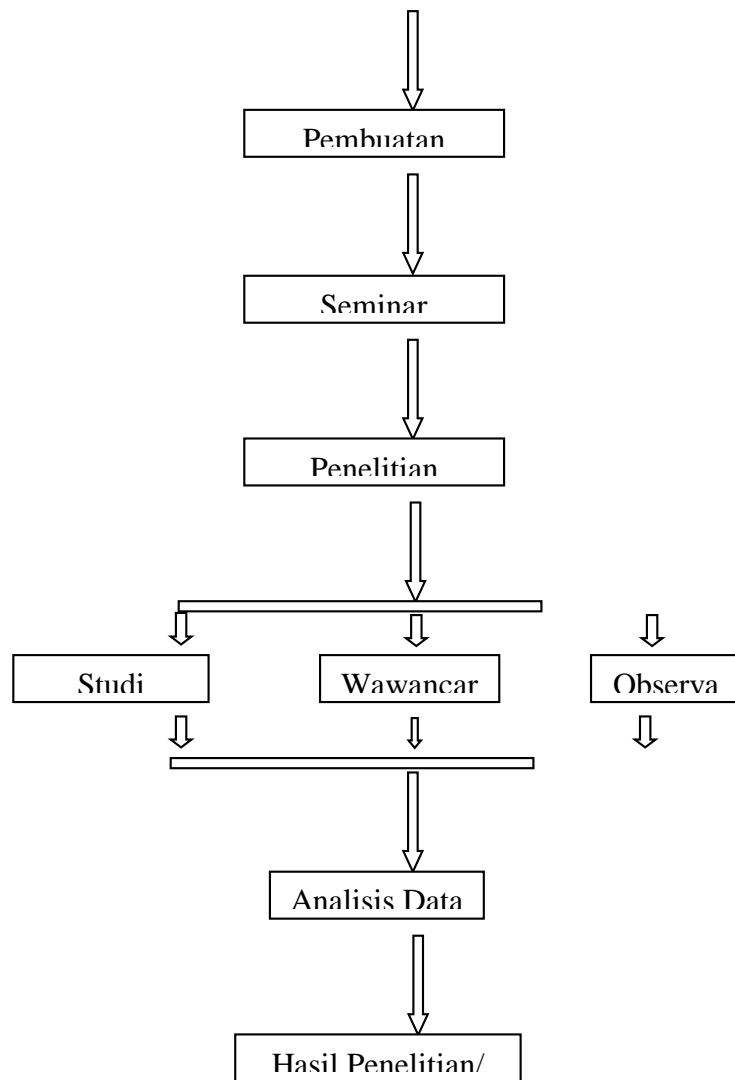 Pembuatan
Seminar
Penelitian
Studi
Wawancar
Observa
Analisis Data
Hasil Penelitian/